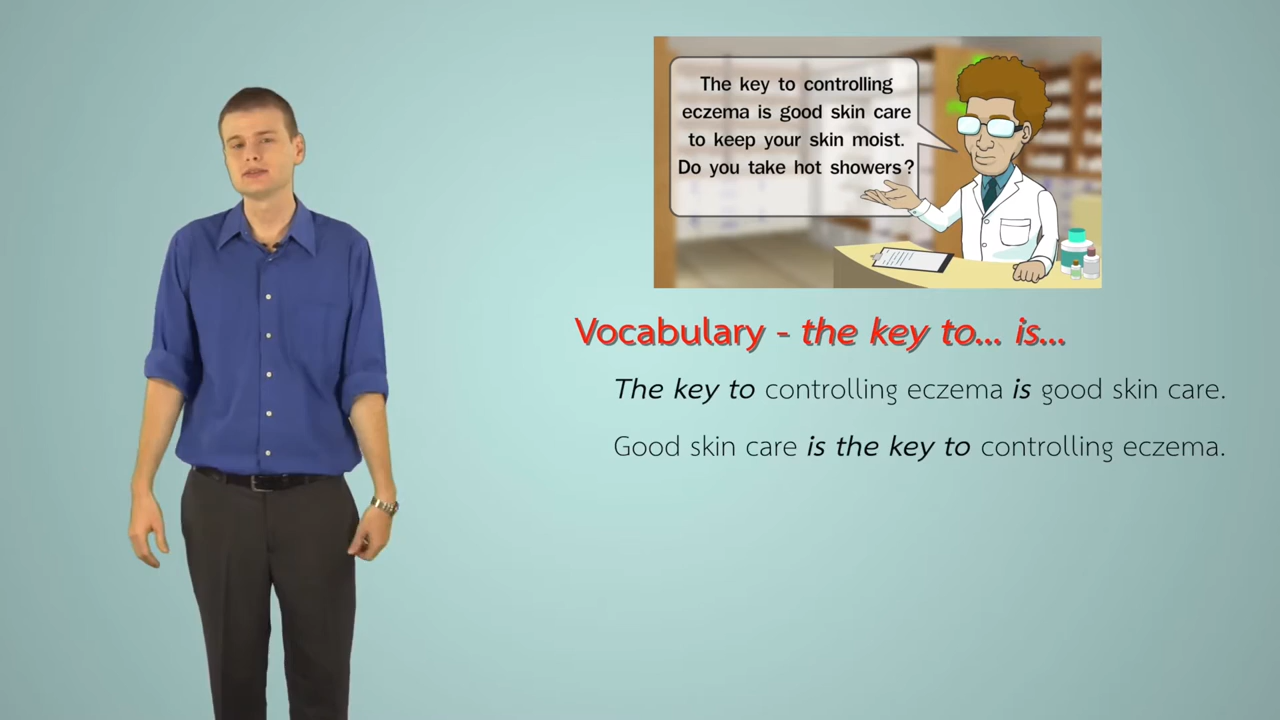 The key to controlling
eczema is good skin care
to keep your skin moist.
Do you take hot showers?
Vocabulary - the key to... is...
The key to controlling eczema is good skin care.
Good skin care is the key to controlling eczema.